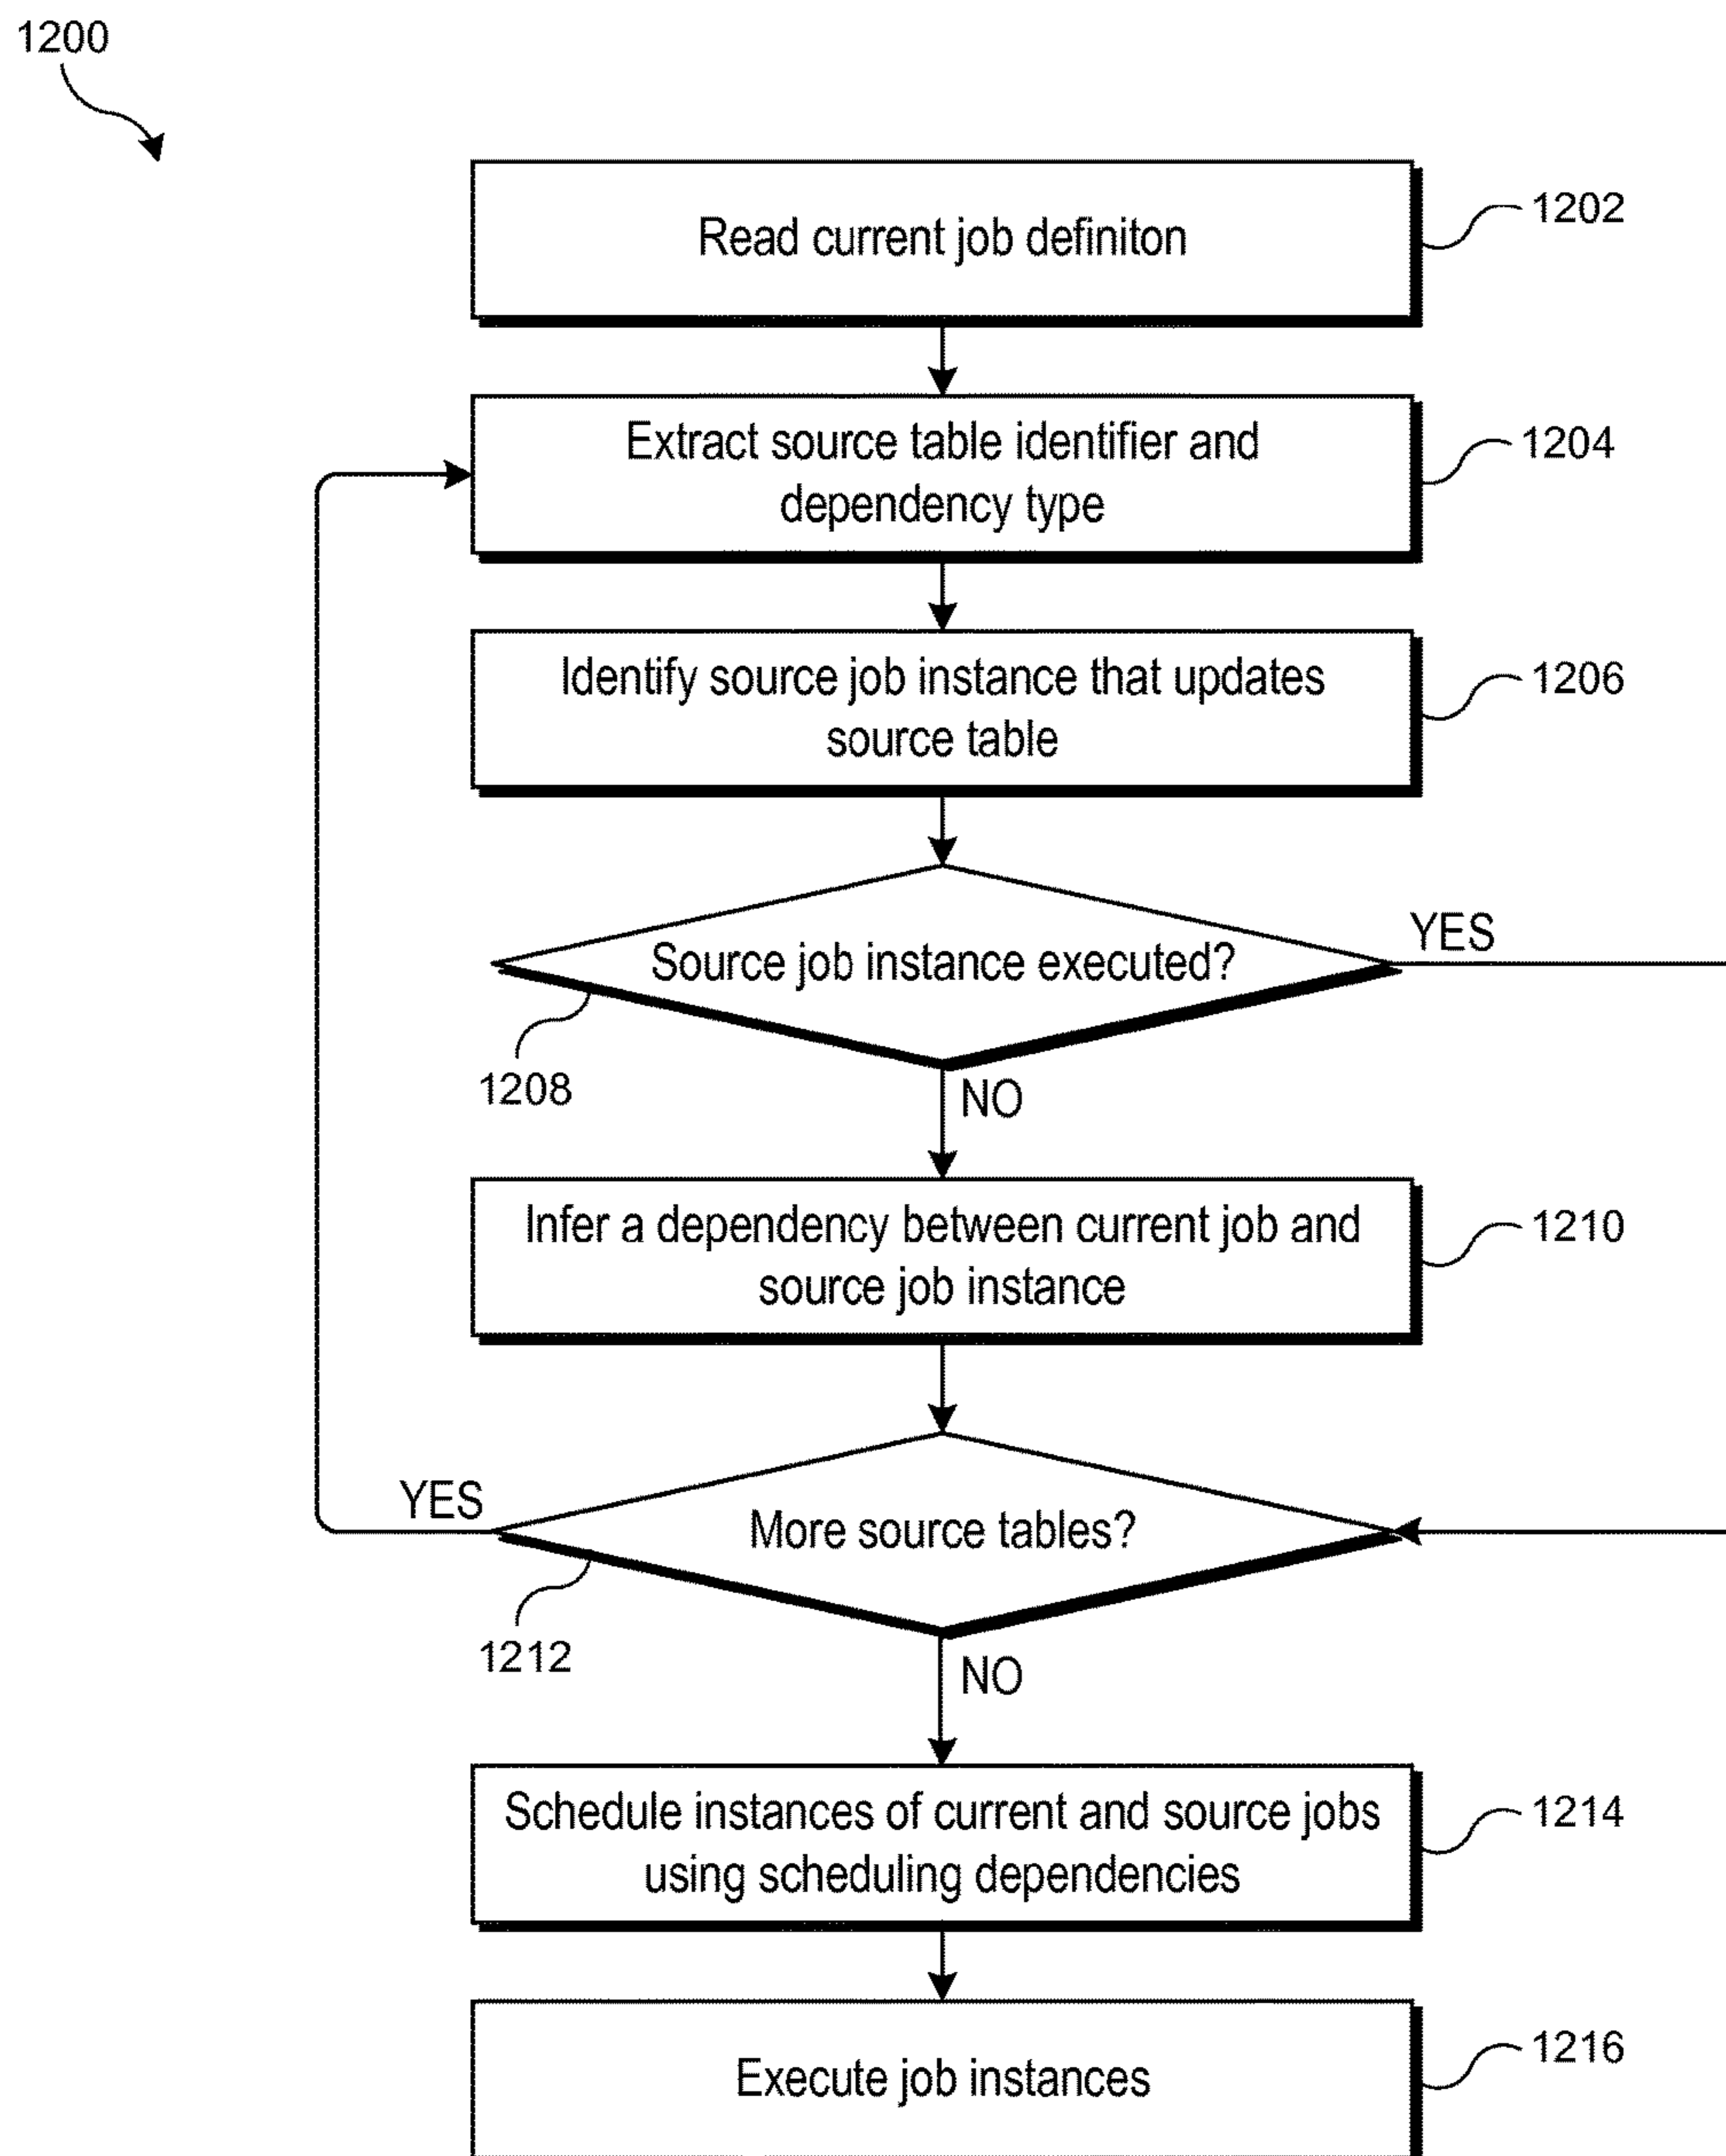 1200
Read current job definiton
1202
Extract source table identifier and
dependency type
1204
Identify source job instance that updates
source table
1206
Source job instance executed?
YES
1208
NO
Infer a dependency between current job and
source job instance
1210
More source tables?
YES
1212
NO
Schedule instances of current and source jobs
using scheduling dependencies
1214
Execute job instances
1216